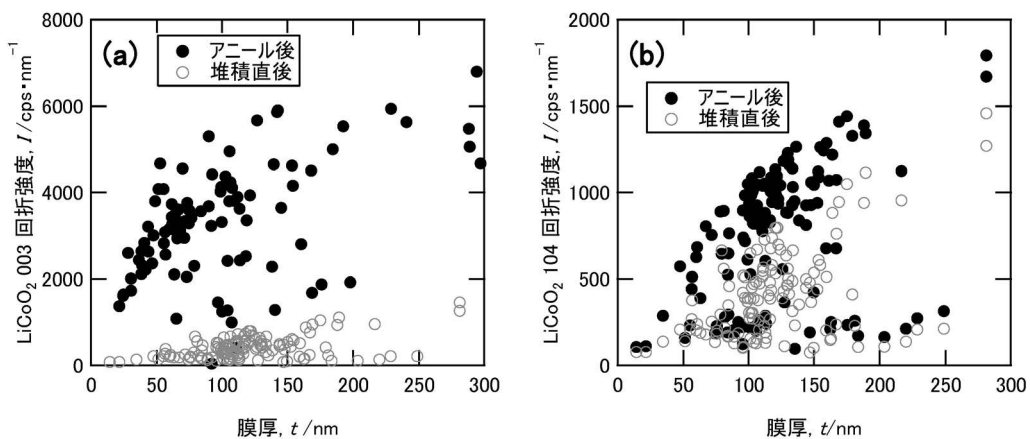 (a)
アニール後
堆積直後
LiCoO₂ 003 回折強度, I /cps・nm⁻¹
8000
6000
4000
2000
0
0 50 100 150 200 250 300
膜厚, t /nm
(b)
アニール後
堆積直後
LiCoO₂ 104 回折強度, I /cps・nm⁻¹
2000
1500
1000
500
0
0 50 100 150 200 250 300
膜厚, t/nm